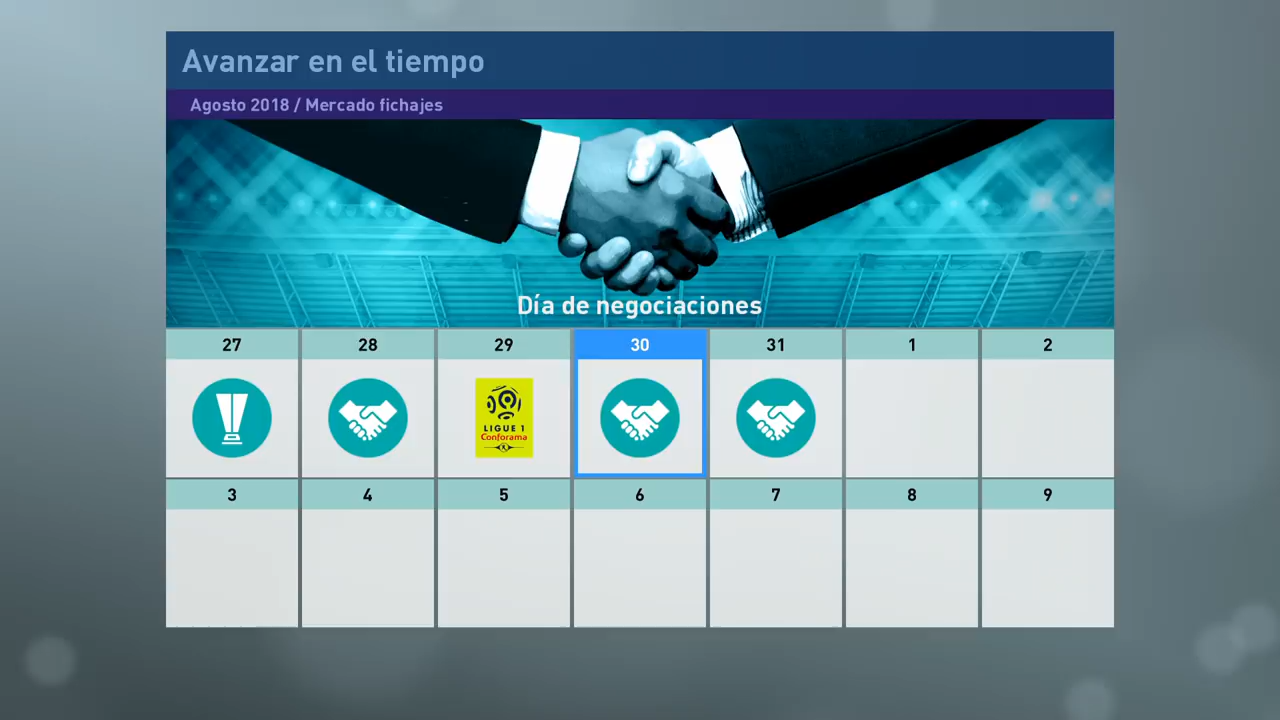 Avanzar en el tiempo
Agosto 2018 / Mercado fichajes
Día de negociaciones
27 28 29 30 31 1 2
LIGUE 1
Conforama
3 4 5 6 7 8 9